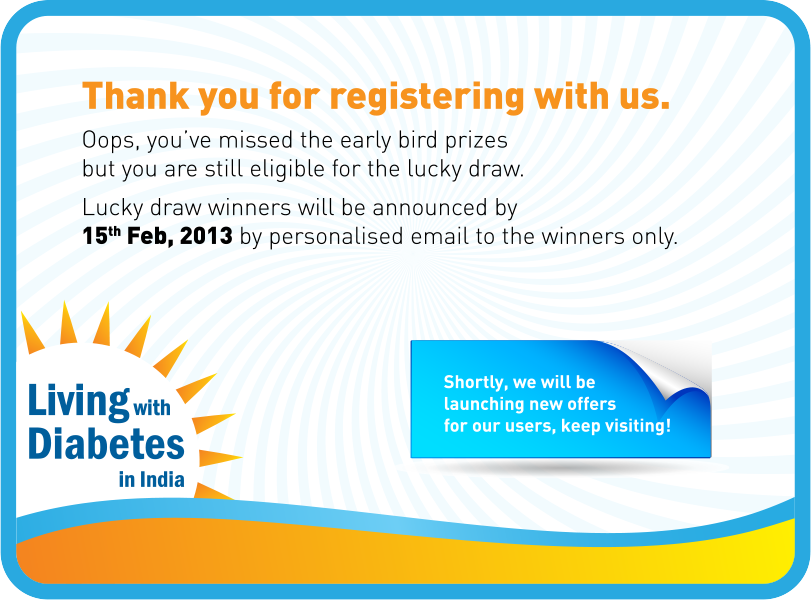 Thank you for registering with us.
Oops, you've missed the early bird prizes
but you are still eligible for the lucky draw.
Lucky draw winners will be announced by
15th Feb, 2013 by personalised email to the winners only.
Living with
Diabetes
in India
Shortly, we will be
launching new offers
for our users, keep visiting!